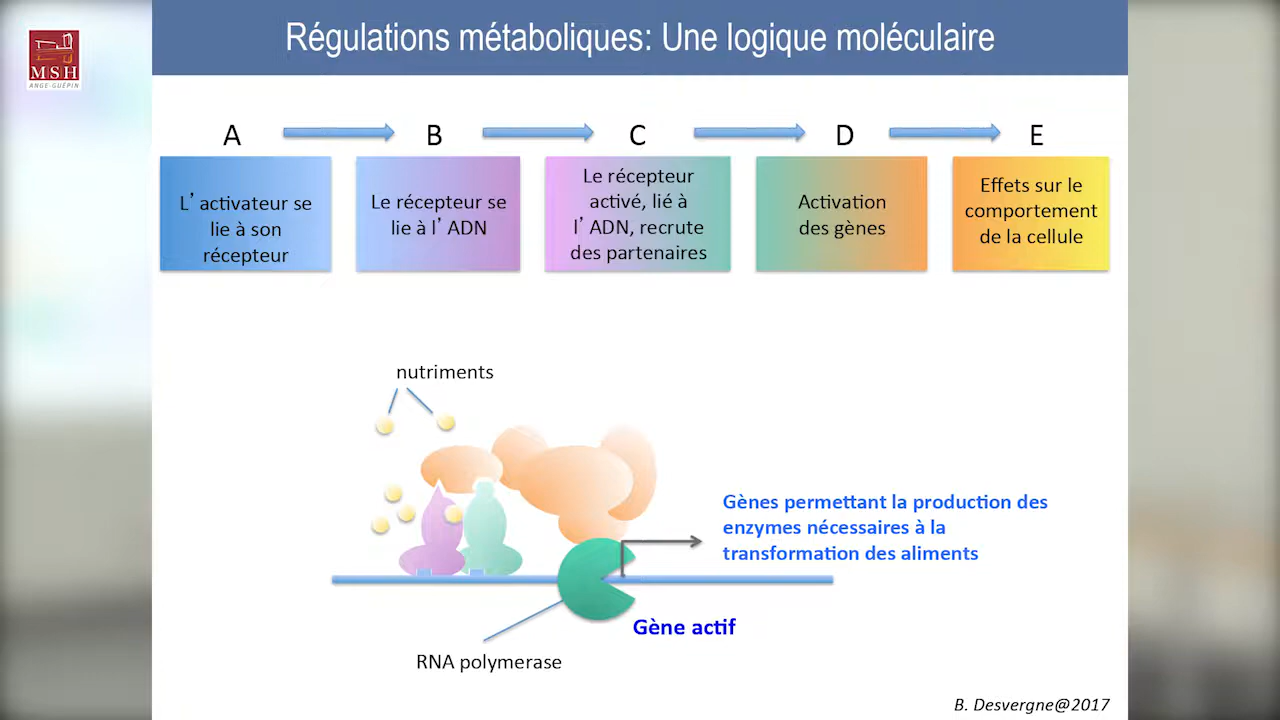 Régulations métaboliques: Une logique moléculaire
MSH
ANGE-GUÉPIN
A
B
C
D
E
L’activateur se
lie à son
récepteur
Le récepteur se
lie à l’ADN
Le récepteur
activé, lié à
l’ADN, recrute
des partenaires
Activation
des gènes
Effets sur le
comportement
de la cellule
nutriments
Gènes permettant la production des
enzymes nécessaires à la
transformation des aliments
Gène actif
RNA polymerase
B. Desvergne@2017